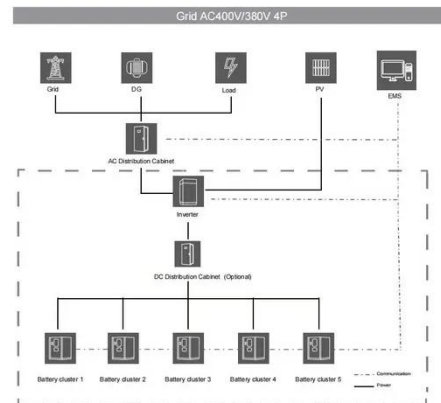 Grid AC400V/380V 4P
Grid
DG
Load
PV
EMS
AC Distribution Cabinet
Inverter
DC Distribution Cabinet (Optional)
Battery cluster 1
Battery cluster 2
Battery cluster 3
Battery cluster 4
Battery cluster 5
Communication
Power